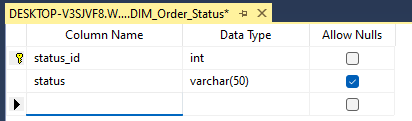 DESKTOP-V3SJVF8.W....DIM_Order_Status*
Column Name Data Type Allow Nulls
status_id int
status varchar(50)